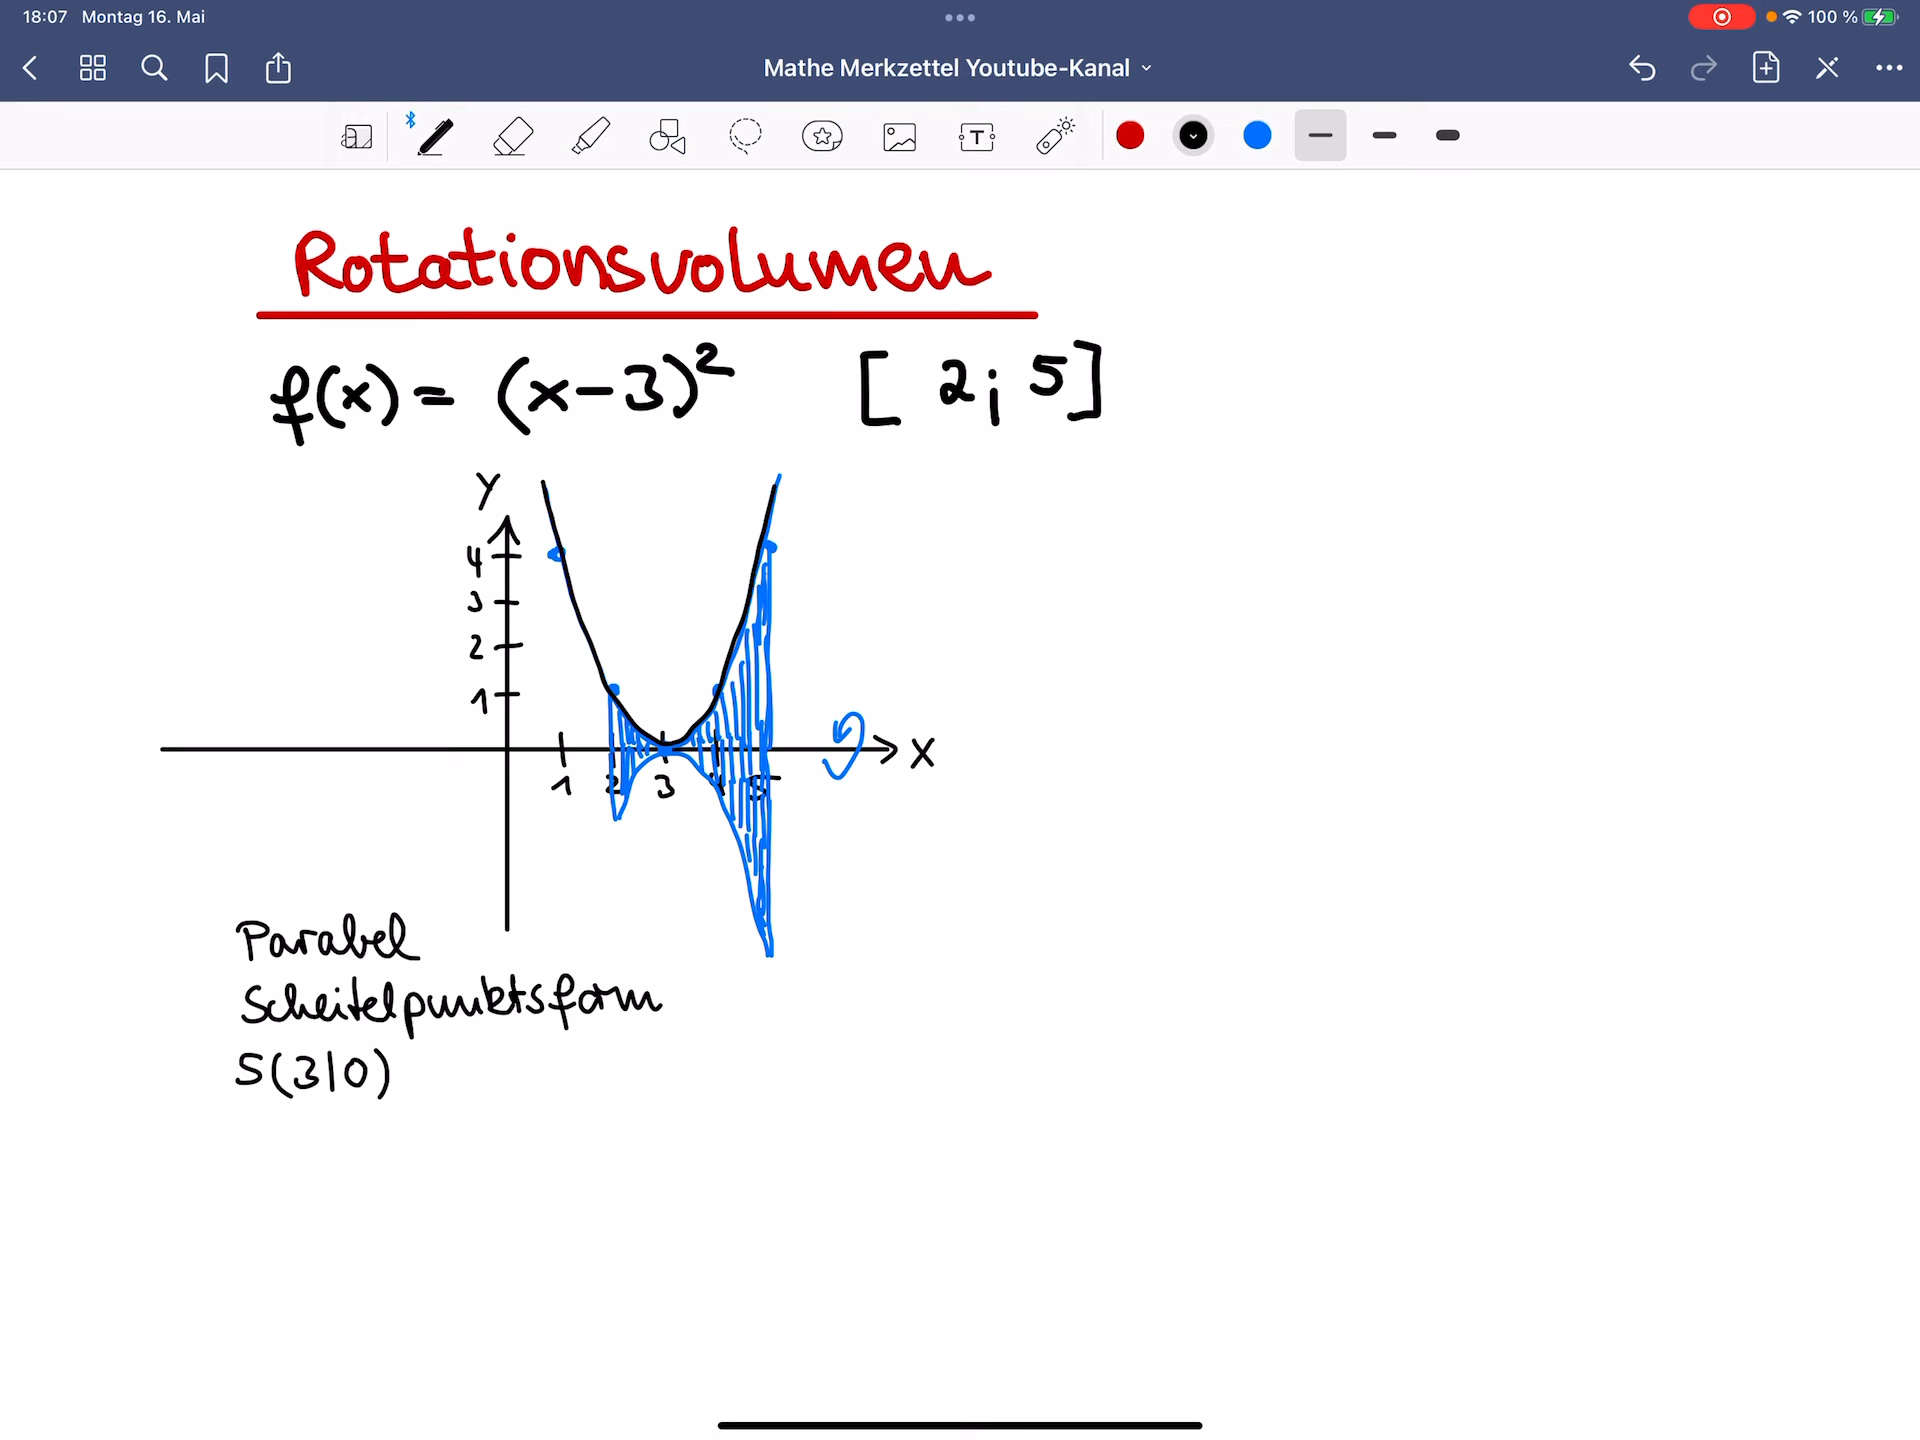 18:07 Montag 16. Mai 100 %
Mathe Merkzettel Youtube-Kanal
T
Rotationsvolumen
f(x) = (x-3)² [ 2; 5]
Y
4
3
2
1
X
1 2 3 4 5
Parabel
Scheitelpunktsform
S(3|0)